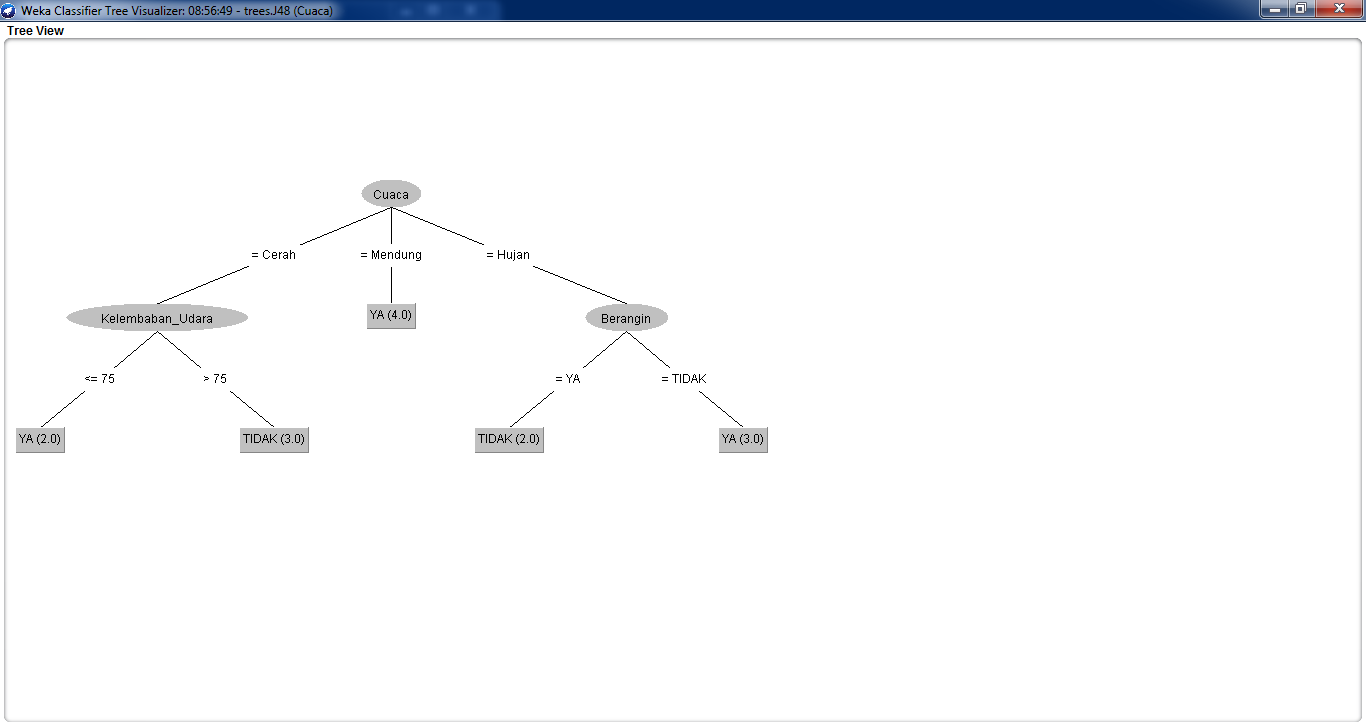 Weka Classifier Tree Visualizer: 08:56:49 - trees.J48 (Cuaca)
Tree View
Cuaca
= Cerah
= Mendung
= Hujan
Kelembaban_Udara
YA (4.0)
Berangin
<= 75
> 75
= YA
= TIDAK
YA (2.0)
TIDAK (3.0)
TIDAK (2.0)
YA (3.0)